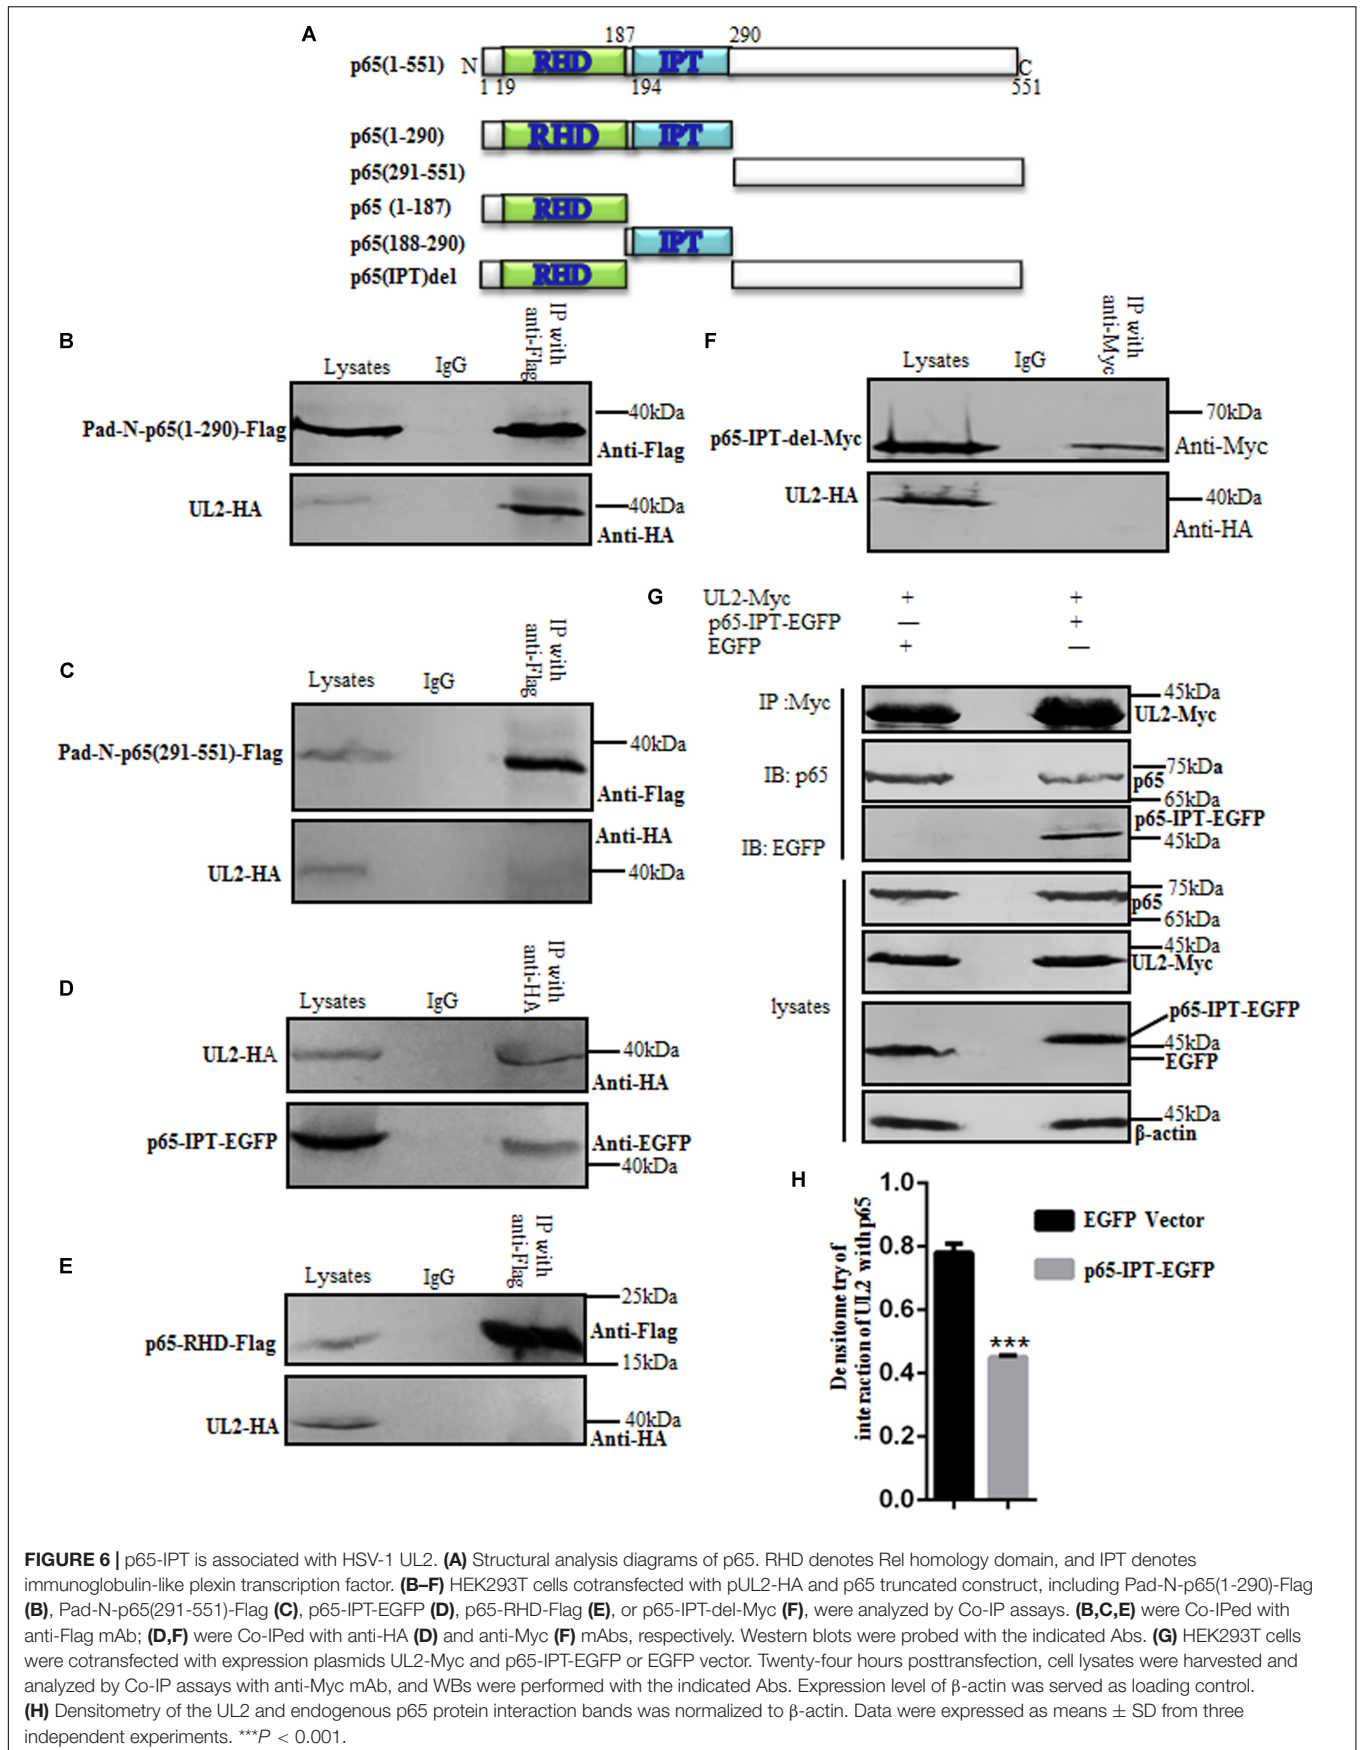 A
187
290
p65(1-551)
N
RHD
IPT
C
1 19
194
551
p65(1-290)
RHD
IPT
p65(291-551)
p65 (1-187)
RHD
p65(188-290)
IPT
p65(IPT)del
RHD
B
Lysates
IgG
IP with
anti-Flag
Pad-N-p65(1-290)-Flag
40kDa
Anti-Flag
UL2-HA
40kDa
Anti-HA
F
Lysates
IgG
IP with
anti-Myc
p65-IPT-del-Myc
70kDa
Anti-Myc
UL2-HA
40kDa
Anti-HA
C
Lysates
IgG
IP with
anti-Flag
Pad-N-p65(291-551)-Flag
40kDa
Anti-Flag
Anti-HA
UL2-HA
40kDa
D
Lysates
IgG
IP with
anti-HA
UL2-HA
40kDa
Anti-HA
p65-IPT-EGFP
Anti-EGFP
40kDa
E
Lysates
IgG
IP with
anti-Flag
25kDa
p65-RHD-Flag
Anti-Flag
15kDa
UL2-HA
40kDa
Anti-HA
G
UL2-Myc + +
p65-IPT-EGFP — +
EGFP + —
IP :Myc
45kDa
UL2-Myc
IB: p65
75kDa
p65
65kDa
p65-IPT-EGFP
IB: EGFP
45kDa
75kDa
p65
65kDa
45kDa
UL2-Myc
lysates
p65-IPT-EGFP
45kDa
EGFP
45kDa
β-actin
H
Densitometry of
interaction of UL2 with p65
1.0
0.8
0.6
0.4
0.2
0.0
***
EGFP Vector
p65-IPT-EGFP
FIGURE 6 | p65-IPT is associated with HSV-1 UL2. (A) Structural analysis diagrams of p65. RHD denotes Rel homology domain, and IPT denotes
immunoglobulin-like plexin transcription factor. (B–F) HEK293T cells cotransfected with pUL2-HA and p65 truncated construct, including Pad-N-p65(1-290)-Flag
(B), Pad-N-p65(291-551)-Flag (C), p65-IPT-EGFP (D), p65-RHD-Flag (E), or p65-IPT-del-Myc (F), were analyzed by Co-IP assays. (B,C,E) were Co-IPed with
anti-Flag mAb; (D,F) were Co-IPed with anti-HA (D) and anti-Myc (F) mAbs, respectively. Western blots were probed with the indicated Abs. (G) HEK293T cells
were cotransfected with expression plasmids UL2-Myc and p65-IPT-EGFP or EGFP vector. Twenty-four hours posttransfection, cell lysates were harvested and
analyzed by Co-IP assays with anti-Myc mAb, and WBs were performed with the indicated Abs. Expression level of β-actin was served as loading control.
(H) Densitometry of the UL2 and endogenous p65 protein interaction bands was normalized to β-actin. Data were expressed as means ± SD from three
independent experiments. ***P < 0.001.